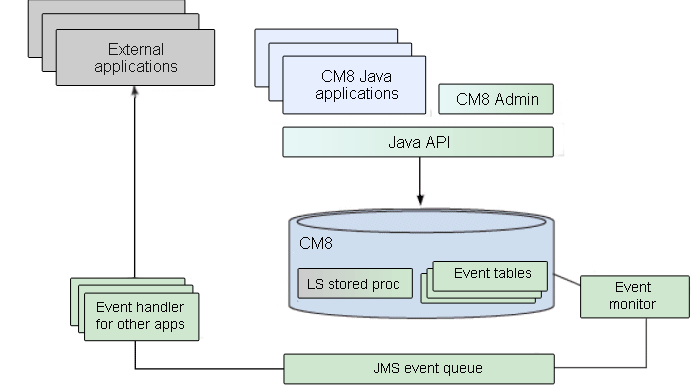 External
applications
CM8 Java
applications
CM8 Admin
Java API
CM8
LS stored proc
Event tables
Event
monitor
Event handler
for other apps
JMS event queue